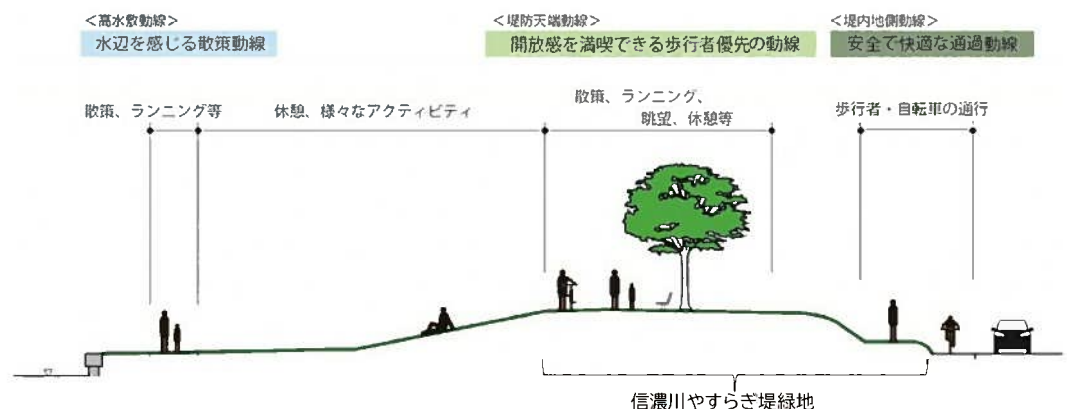 ＜高水敷動線＞
水辺を感じる散策動線
＜堤防天端動線＞
開放感を満喫できる歩行者優先の動線
＜堤内地側動線＞
安全で快適な通過動線
散策、ランニング等
休憩、様々なアクティビティ
散策、ランニング、
眺望、休憩等
歩行者・自転車の通行
信濃川やすらぎ堤緑地